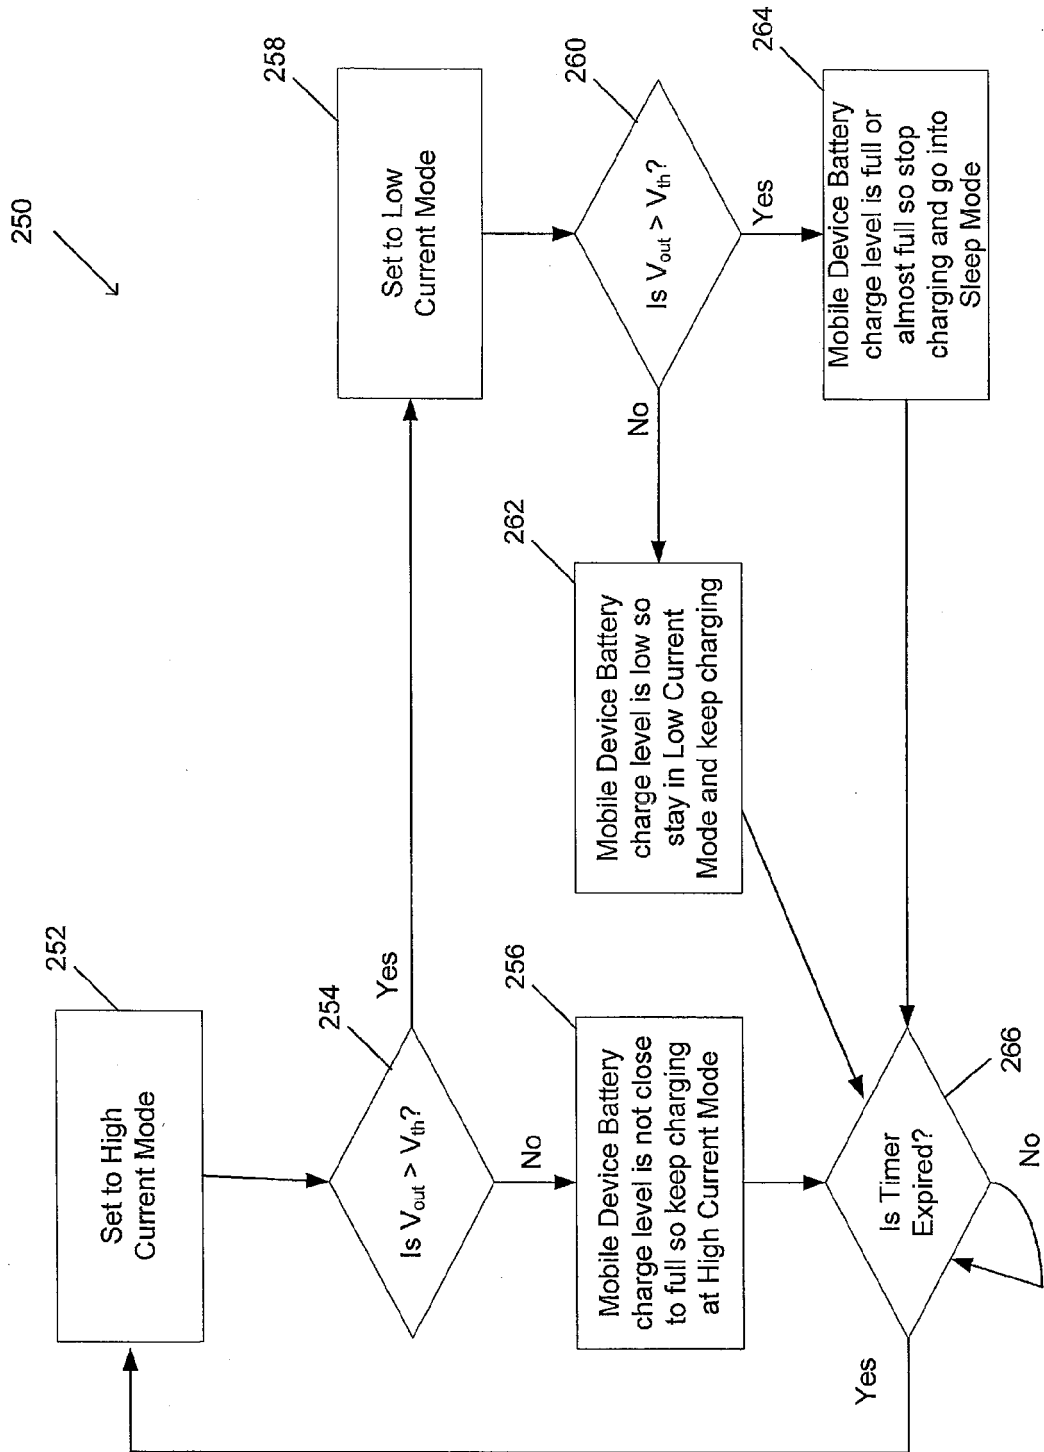 250
252
Set to High
Current Mode
254
Is Vout > Vth?
Yes
No
256
Mobile Device Battery
charge level is not close
to full so keep charging
at High Current Mode
258
Set to Low
Current Mode
260
Is Vout > Vth?
No
Yes
262
Mobile Device Battery
charge level is low so
stay in Low Current
Mode and keep charging
264
Mobile Device Battery
charge level is full or
almost full so stop
charging and go into
Sleep Mode
266
Is Timer
Expired?
No
Yes